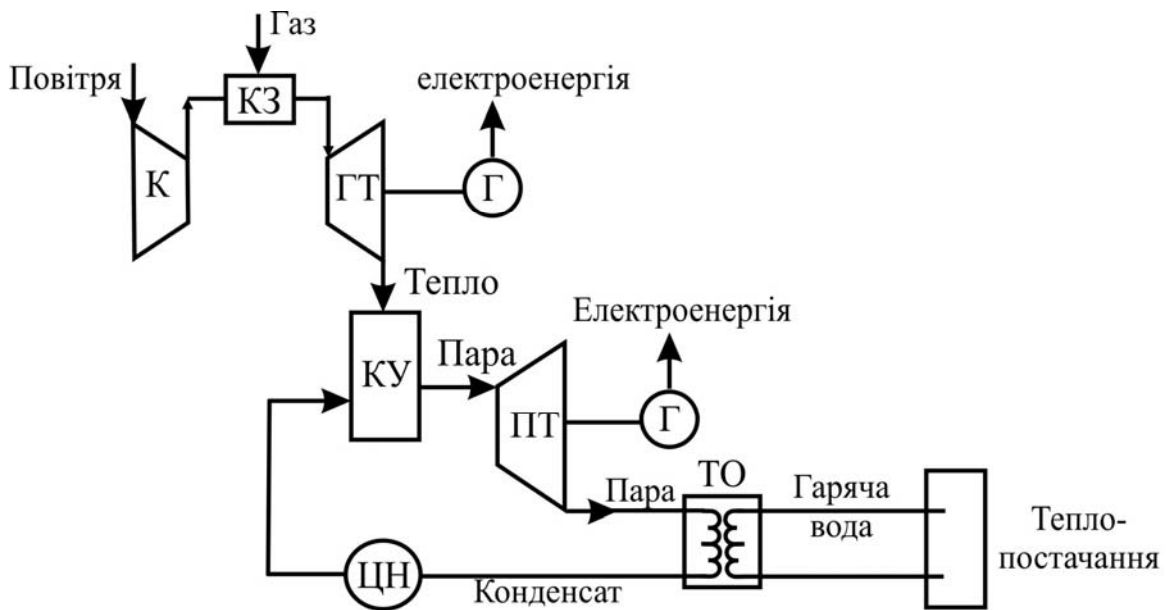 Газ
Повітря
КЗ
електроенергія
К
ГТ
Г
Тепло
Електроенергія
Пара
КУ
ПТ
Г
ТО
Пара
Гаряча
вода
Тепло-
постачання
ЦН
Конденсат